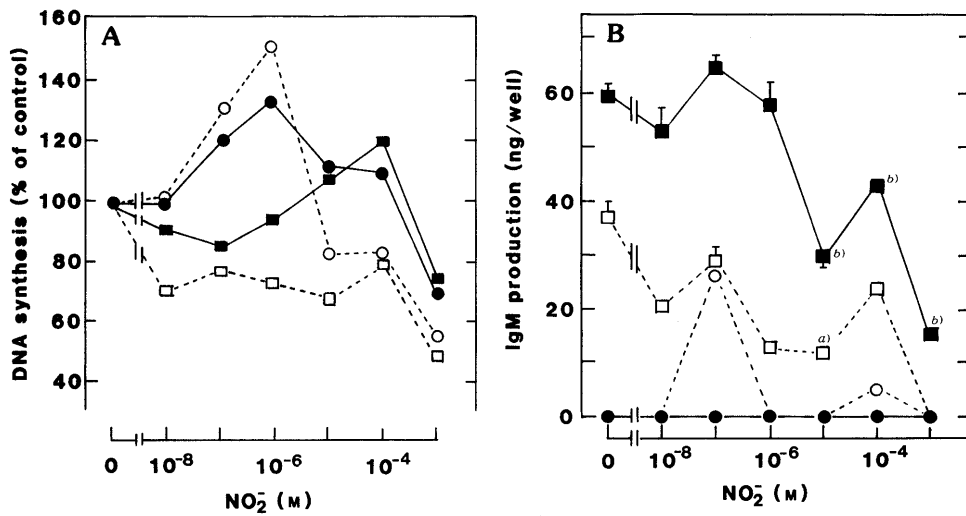 A
DNA synthesis (% of control)
160
140
120
100
80
60
40
0
10⁻⁸
10⁻⁶
10⁻⁴
NO₂⁻ (M)
B
IgM production (ng/well)
60
40
20
0
b)
b)
a)
b)
0
10⁻⁸
10⁻⁶
10⁻⁴
NO₂⁻ (M)